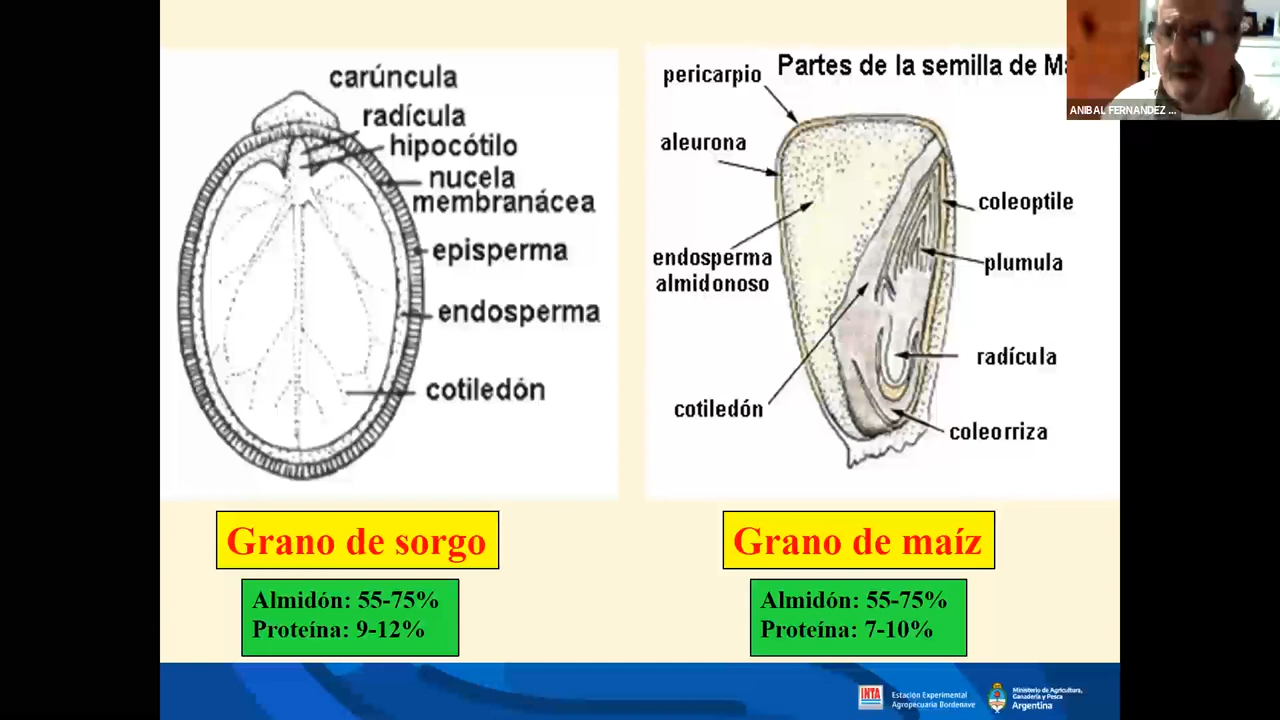 carúncula
radícula
hipocótilo
nucela
membranácea
episperma
endosperma
cotiledón
Grano de sorgo
Almidón: 55-75%
Proteína: 9-12%
Partes de la semilla de Ma
pericarpio
aleurona
endosperma
almidonoso
cotiledón
coleoptile
plumula
radícula
coleorriza
Grano de maíz
Almidón: 55-75%
Proteína: 7-10%
ANIBAL FERNANDEZ ...
INTA
Estación Experimental
Agropecuaria Bordenave
Ministerio de Agricultura,
Ganadería y Pesca
Argentina